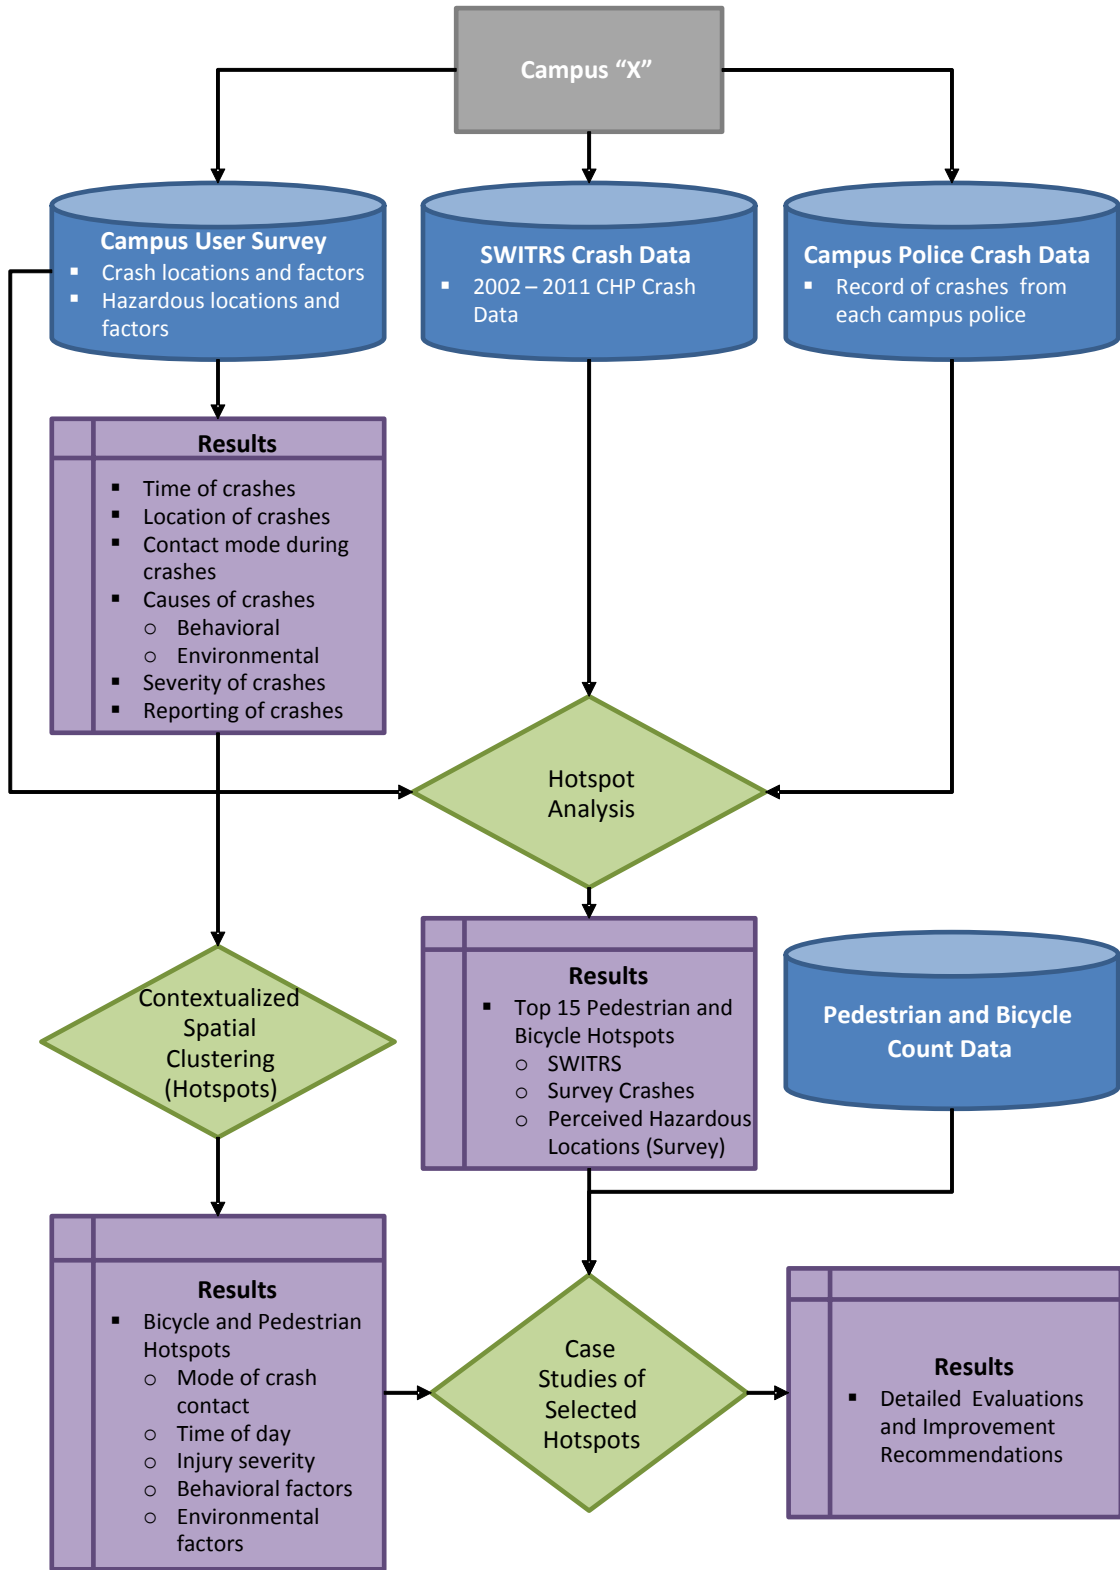 Campus “X”
Campus User Survey
▪ Crash locations and factors
▪ Hazardous locations and
factors
SWITRS Crash Data
▪ 2002 – 2011 CHP Crash
Data
Campus Police Crash Data
▪ Record of crashes from
each campus police
Results
▪ Time of crashes
▪ Location of crashes
▪ Contact mode during
crashes
▪ Causes of crashes
o Behavioral
o Environmental
▪ Severity of crashes
▪ Reporting of crashes
Hotspot
Analysis
Contextualized
Spatial
Clustering
(Hotspots)
Results
▪ Top 15 Pedestrian and
Bicycle Hotspots
o SWITRS
o Survey Crashes
o Perceived Hazardous
Locations (Survey)
Pedestrian and Bicycle
Count Data
Results
▪ Bicycle and Pedestrian
Hotspots
o Mode of crash
contact
o Time of day
o Injury severity
o Behavioral factors
o Environmental
factors
Case
Studies of
Selected
Hotspots
Results
▪ Detailed Evaluations
and Improvement
Recommendations